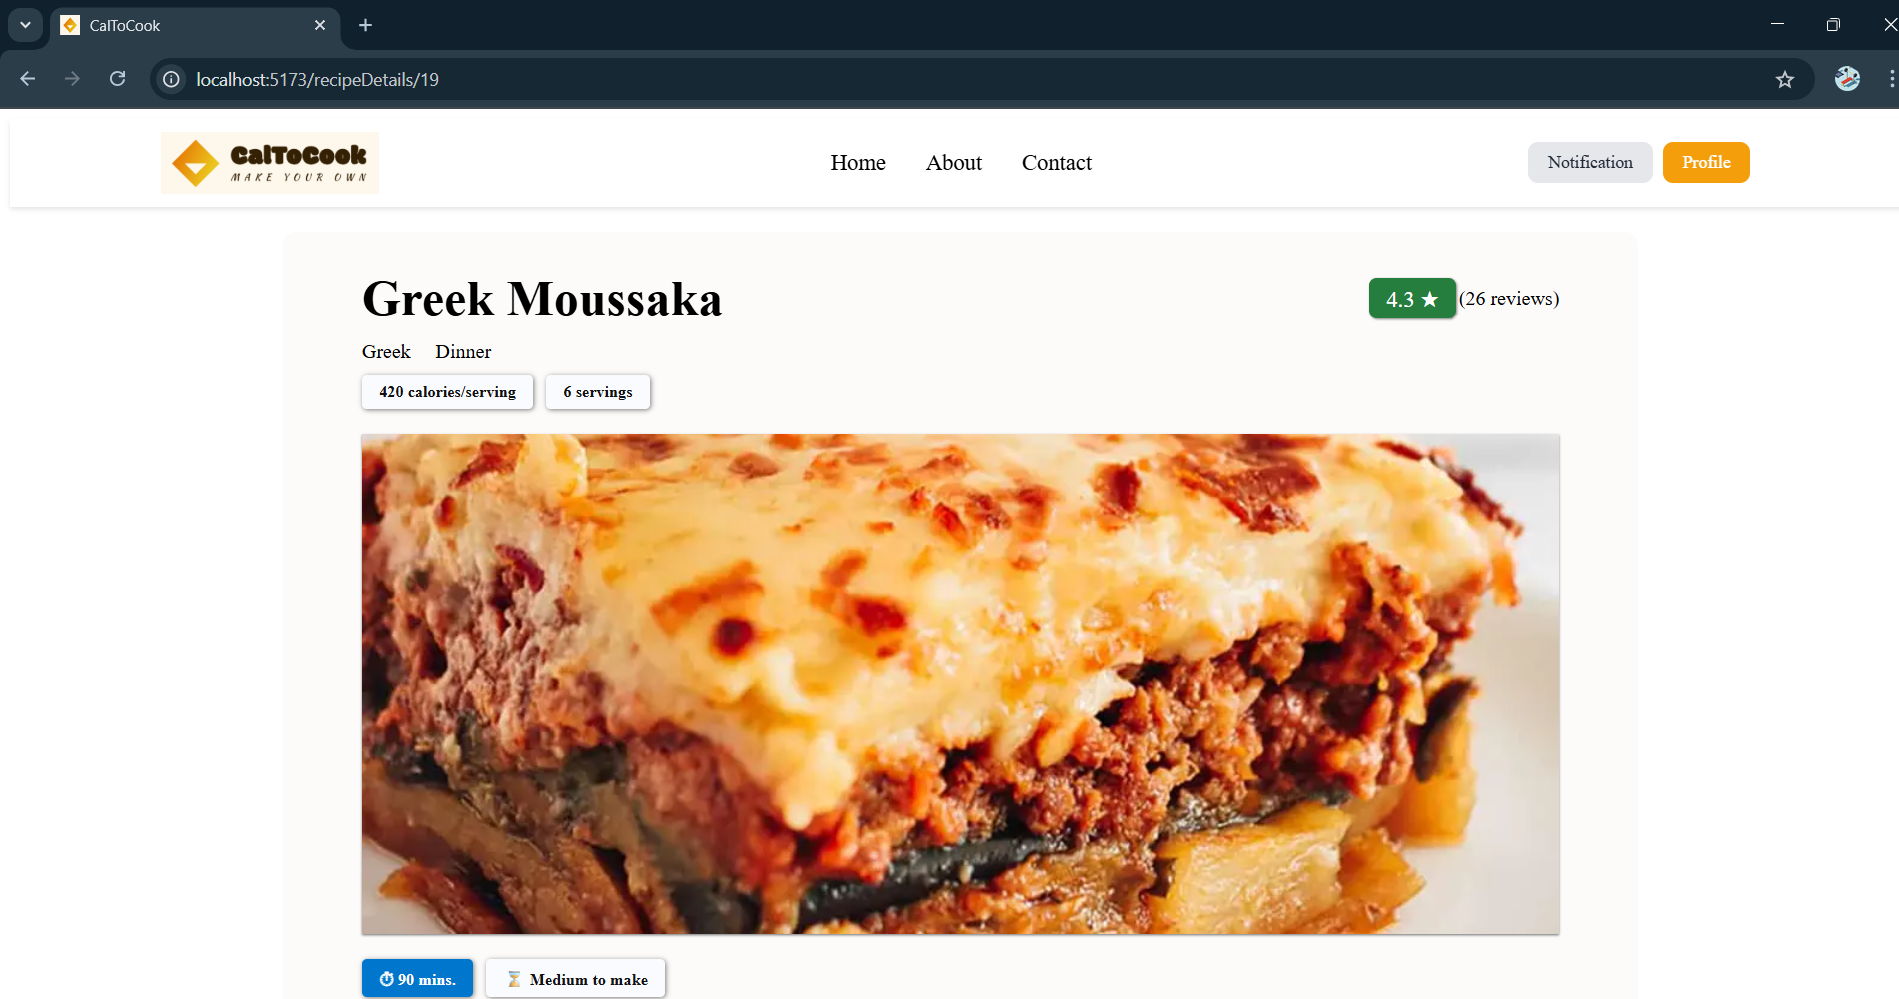 CalToCook
localhost:5173/recipeDetails/19
CalToCook
MAKE YOUR OWN
Home About Contact
Notification Profile
Greek Moussaka
4.3 ★ (26 reviews)
Greek Dinner
420 calories/serving 6 servings
⏱ 90 mins. ⏳ Medium to make